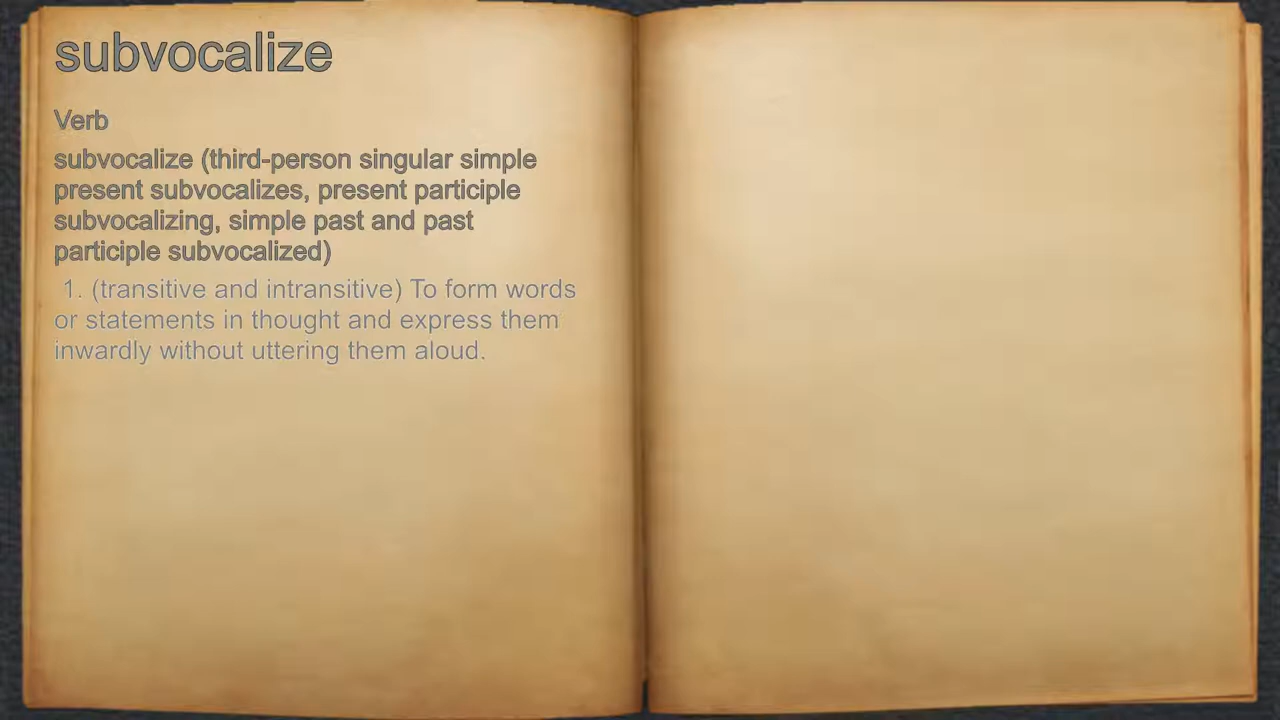 subvocalize
Verb
subvocalize (third-person singular simple
present subvocalizes, present participle
subvocalizing, simple past and past
participle subvocalized)
1. (transitive and intransitive) To form words
or statements in thought and express them
inwardly without uttering them aloud.